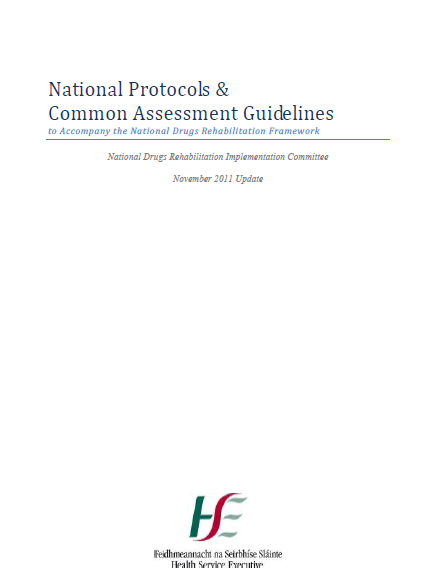 National Protocols &
Common Assessment Guidelines
to Accompany the National Drugs Rehabilitation Framework
National Drugs Rehabilitation Implementation Committee
November 2011 Update
HSE
Feidhmeannacht na Seirbhíse Sláinte
Health Service Executive